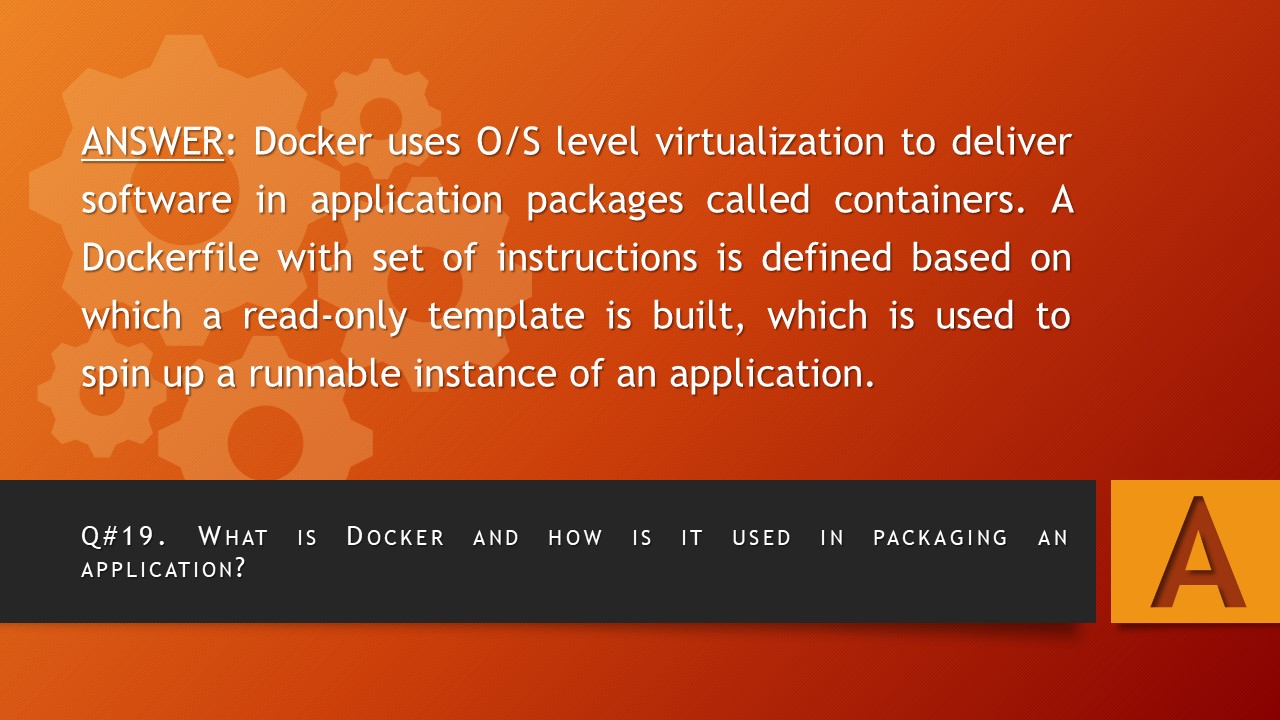 ANSWER: Docker uses O/S level virtualization to deliver
software in application packages called containers. A
Dockerfile with set of instructions is defined based on
which a read-only template is built, which is used to
spin up a runnable instance of an application.
Q#19. What is Docker and how is it used in packaging an
application?
A